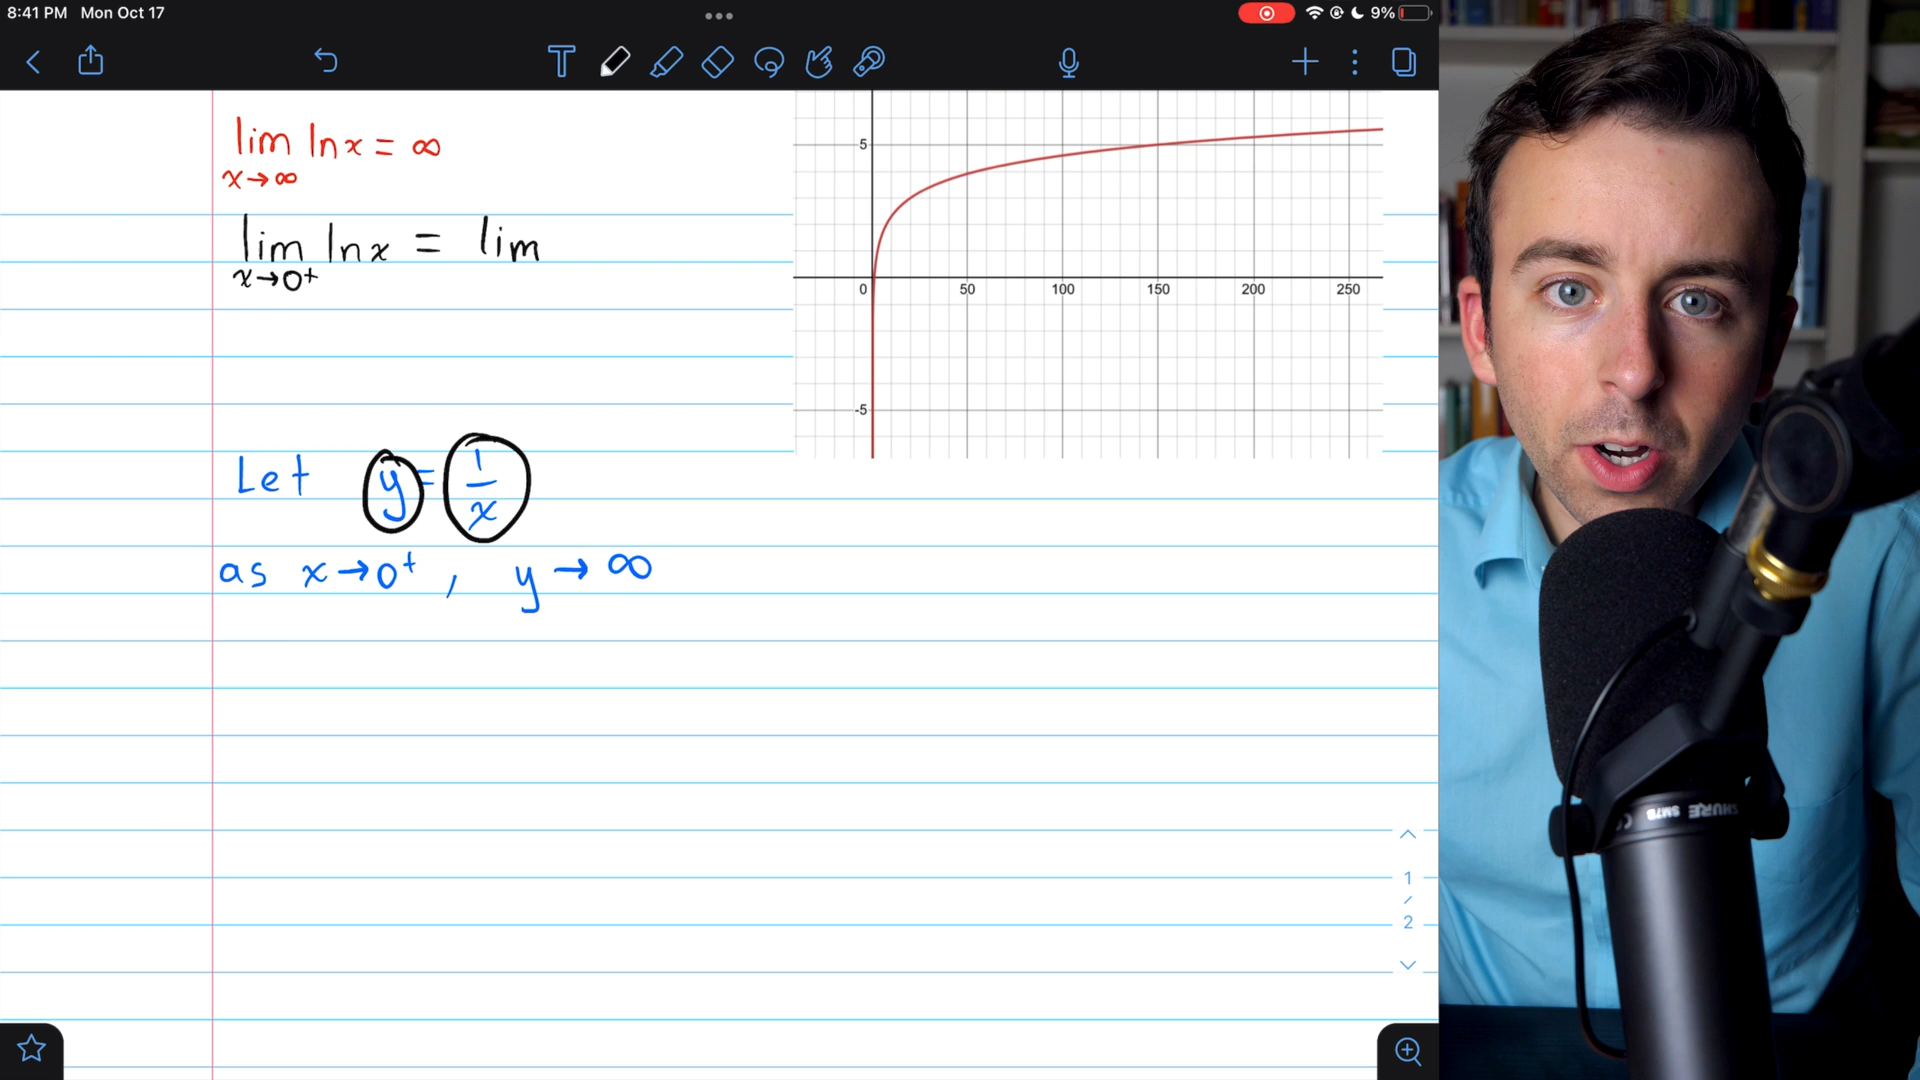 8:41 PM Mon Oct 17
9%
lim ln x = ∞
x→∞
lim ln x = lim
x→0⁺
5
0 50 100 150 200 250
-5
Let y = 1/x
as x→0⁺, y→∞
1
/
2
SHURE SM7B